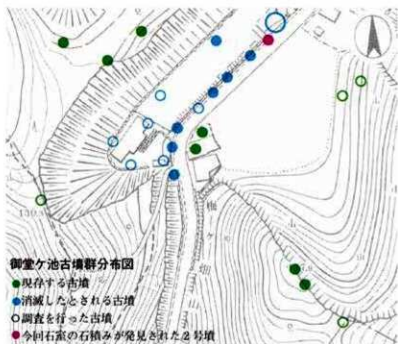 御堂ケ池古墳群分布図
●現存する古墳
●消滅したとされる古墳
○調査を行った古墳
●今回石室の石積みが発見された2号墳